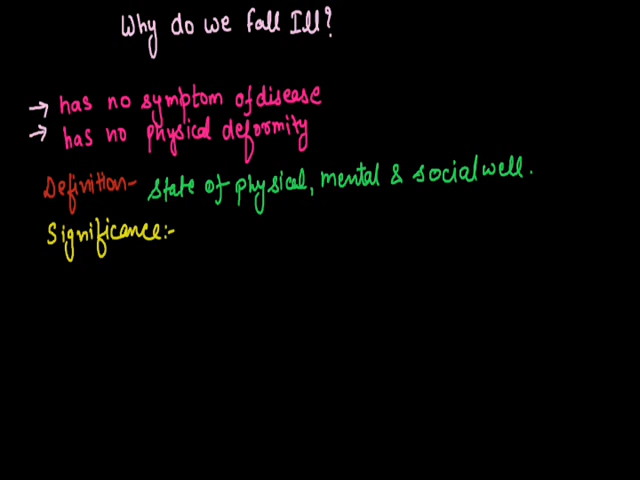 Why do we fall Ill?
→ has no symptom of disease
→ has no physical deformity
Definition- State of physical, mental & social well.
Significance:-